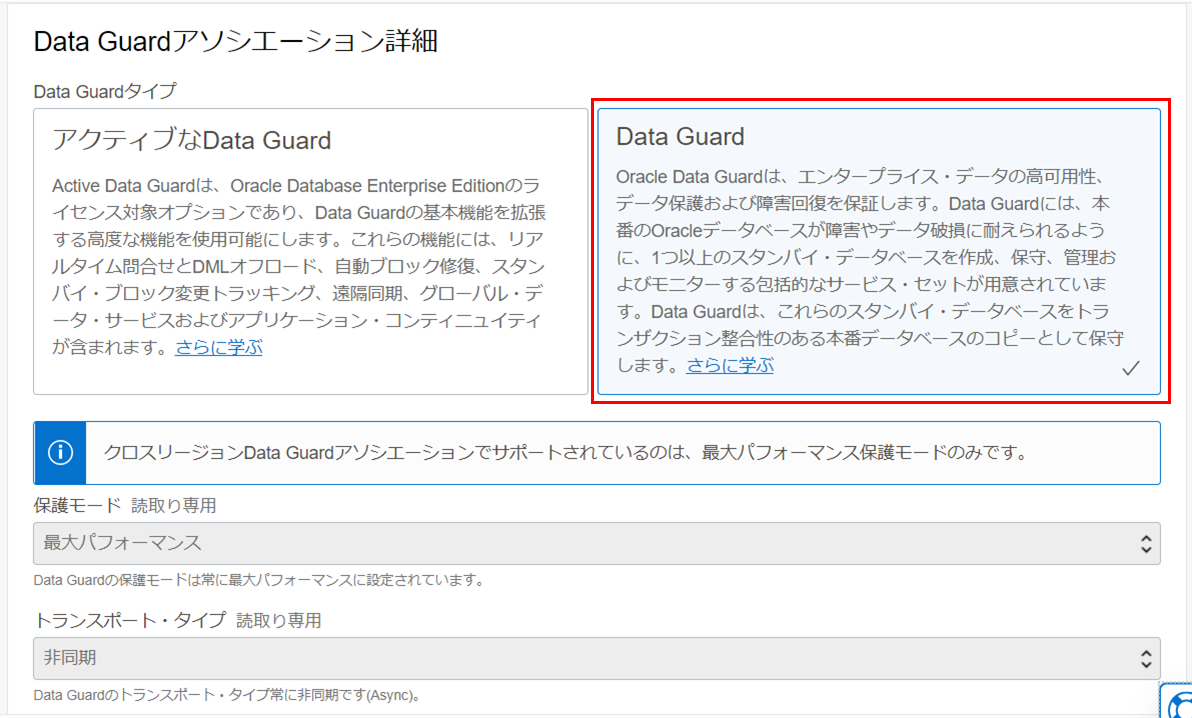 Data Guardアソシエーション詳細
Data Guardタイプ
アクティブなData Guard
Active Data Guardは、Oracle Database Enterprise Editionのラ
イセンス対象オプションであり、Data Guardの基本機能を拡張
する高度な機能を使用可能にします。これらの機能には、リア
ルタイム問合せとDMLオフロード、自動ブロック修復、スタン
バイ・ブロック変更トラッキング、遠隔同期、グローバル・デ
ータ・サービスおよびアプリケーション・コンティニュイティ
が含まれます。さらに学ぶ
Data Guard
Oracle Data Guardは、エンタープライス・データの高可用性、
データ保護および障害回復を保証します。Data Guardには、本
番のOracleデータベースが障害やデータ破損に耐えられるよう
に、1つ以上のスタンバイ・データベースを作成、保守、管理お
よびモニターする包括的なサービス・セットが用意されていま
す。Data Guardは、これらのスタンバイ・データベースをトラ
ンザクション整合性のある本番データベースのコピーとして保守
します。さらに学ぶ
クロスリージョンData Guardアソシエーションでサポートされているのは、最大パフォーマンス保護モードのみです。
保護モード 読取り専用
最大パフォーマンス
Data Guardの保護モードは常に最大パフォーマンスに設定されています。
トランスポート・タイプ 読取り専用
非同期
Data Guardのトランスポート・タイプ常に非同期です(Async)。